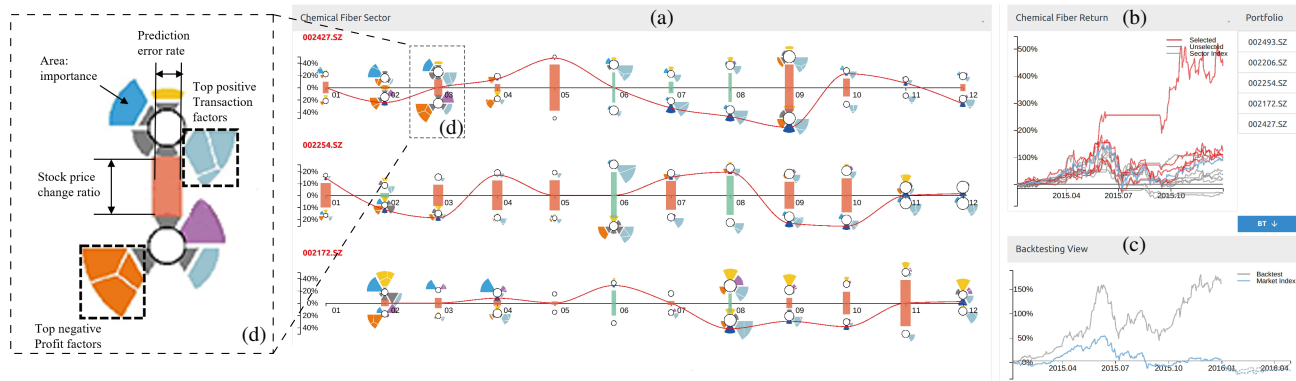 Prediction
error rate
Area:
importance
Top positive
Transaction
factors
Stock price
change ratio
Top negative
Profit factors
(d)
Chemical Fiber Sector
(a)
002427.SZ
40%
20%
0%
20%
40%
01 02 03 04 05 06 07 08 09 10 11 12
(d)
002254.SZ
20%
10%
0%
10%
20%
01 02 03 04 05 06 07 08 09 10 11 12
002172.SZ
40%
20%
0%
20%
40%
01 02 03 04 05 06 07 08 09 10 11 12
Chemical Fiber Return
(b)
Selected
Unselected
Sector Index
500%
400%
300%
200%
100%
0%
2015.04 2015.07 2015.10
Portfolio
002493.SZ
002206.SZ
002254.SZ
002172.SZ
002427.SZ
BT ↓
Backtesting View
(c)
Backtest
Market Index
150%
100%
50%
0%
2015.04 2015.07 2015.10 2016.01 2016.04